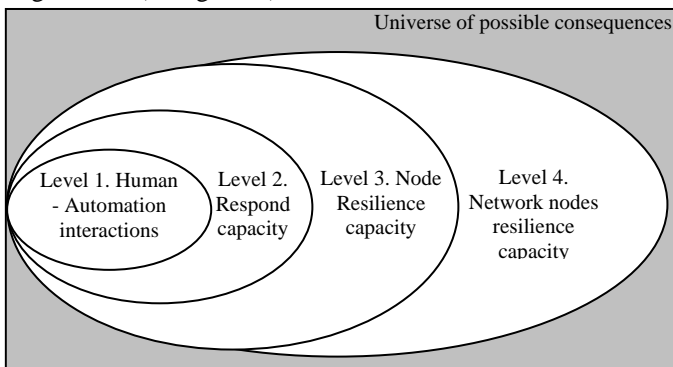 Universe of possible consequences
Level 1. Human
- Automation
interactions
Level 2.
Respond
capacity
Level 3. Node
Resilience
capacity
Level 4.
Network nodes
resilience
capacity